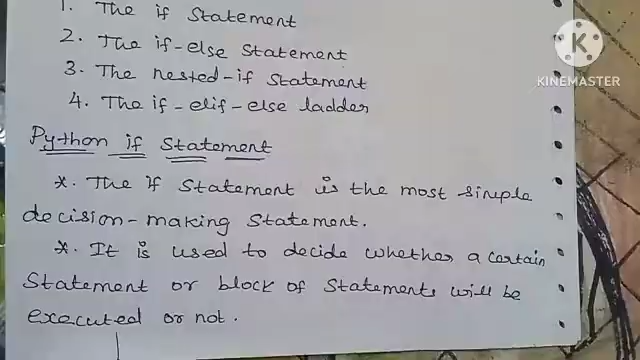 1. The if Statement
2. The if-else Statement
3. The nested-if Statement
4. The if-elif-else ladder
Python if Statement
*. The if Statement is the most simple
decision-making Statement.
*. It is used to decide whether a certain
Statement or block of Statements will be
executed or not.
KINEMASTER